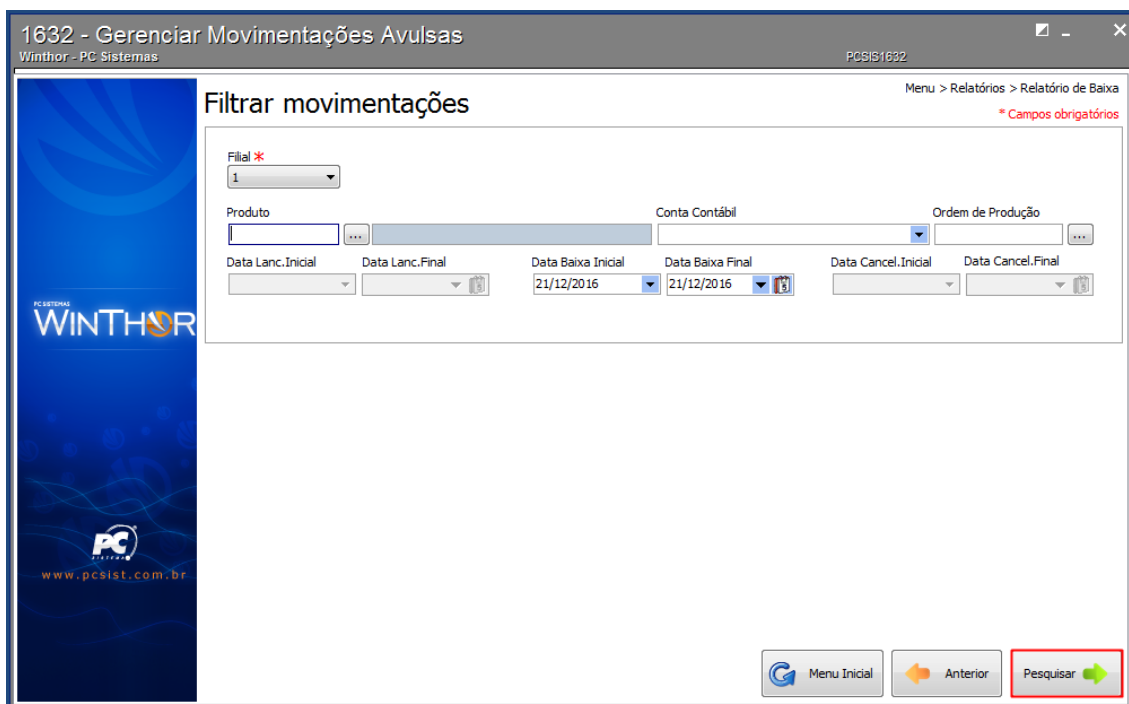 1632 - Gerenciar Movimentações Avulsas
Winthor - PC Sistemas
PCSIS1632
Menu > Relatórios > Relatório de Baixa
Filtrar movimentações
* Campos obrigatórios
Filial *
1
Produto Conta Contábil Ordem de Produção
... ...
Data Lanc.Inicial Data Lanc.Final Data Baixa Inicial Data Baixa Final Data Cancel.Inicial Data Cancel.Final
21/12/2016 21/12/2016
PC SISTEMAS
WINTHOR
PC
SISTEMAS
www.pcsist.com.br
Menu Inicial Anterior Pesquisar